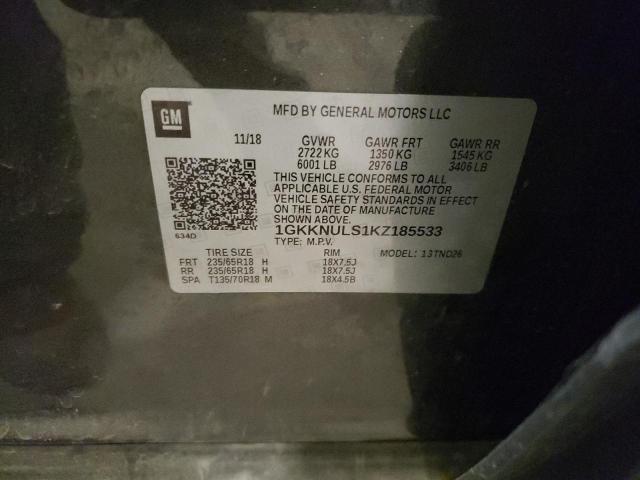 GM
MFD BY GENERAL MOTORS LLC
11/18 GVWR GAWR FRT GAWR RR
2722 KG 1350 KG 1545 KG
6001 LB 2976 LB 3406 LB
THIS VEHICLE CONFORMS TO ALL
APPLICABLE U.S. FEDERAL MOTOR
VEHICLE SAFETY STANDARDS IN EFFECT
ON THE DATE OF MANUFACTURE
SHOWN ABOVE.
1GKKNULS1KZ185533
634D
TYPE: M.P.V. MODEL: 13TND26
TIRE SIZE RIM
FRT 235/65R18 H 18X7.5J
RR 235/65R18 H 18X7.5J
SPA T135/70R18 M 18X4.5B